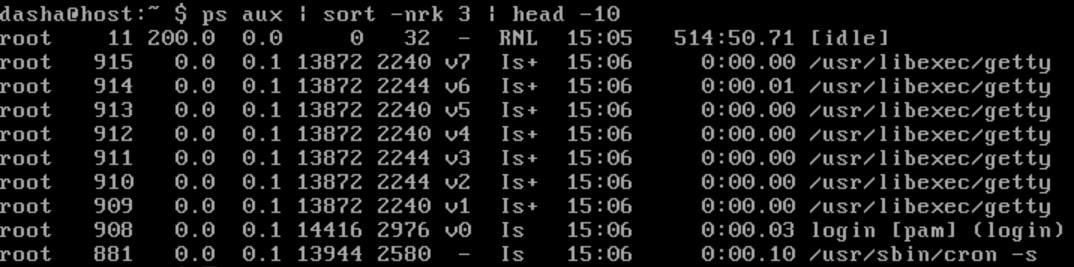 dasha@host:~ $ ps aux | sort -nrk 3 | head -10
root 11 200.0 0.0 0 32 - RNL 15:05 514:50.71 [idle]
root 915 0.0 0.1 13872 2240 v7 Is+ 15:06 0:00.00 /usr/libexec/getty
root 914 0.0 0.1 13872 2244 v6 Is+ 15:06 0:00.01 /usr/libexec/getty
root 913 0.0 0.1 13872 2240 v5 Is+ 15:06 0:00.00 /usr/libexec/getty
root 912 0.0 0.1 13872 2240 v4 Is+ 15:06 0:00.00 /usr/libexec/getty
root 911 0.0 0.1 13872 2244 v3 Is+ 15:06 0:00.00 /usr/libexec/getty
root 910 0.0 0.1 13872 2244 v2 Is+ 15:06 0:00.00 /usr/libexec/getty
root 909 0.0 0.1 13872 2240 v1 Is+ 15:06 0:00.00 /usr/libexec/getty
root 908 0.0 0.1 14416 2976 v0 Is 15:06 0:00.03 login [pam] (login)
root 881 0.0 0.1 13944 2580 - Is 15:06 0:00.10 /usr/sbin/cron -s